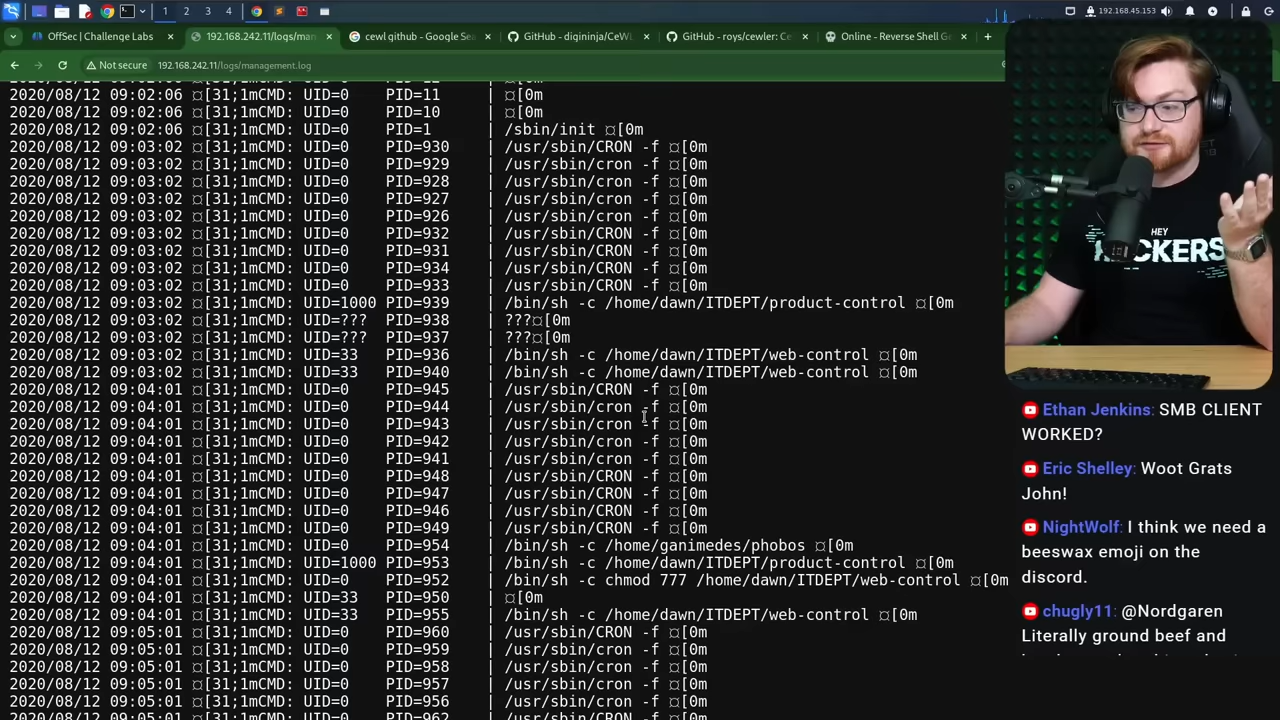 1
2
3
4
192.168.45.153
OffSec | Challenge Labs
192.168.242.11/logs/man
cewl github - Google Sea
GitHub - digininja/CeWL
GitHub - roys/cewler: Ce
Online - Reverse Shell Ge
Not secure
192.168.242.11/logs/management.log
2020/08/12 09:02:06 ¤[31;1mCMD: UID=0 PID=11 | ¤[0m
2020/08/12 09:02:06 ¤[31;1mCMD: UID=0 PID=10 | ¤[0m
2020/08/12 09:02:06 ¤[31;1mCMD: UID=0 PID=1 | /sbin/init ¤[0m
2020/08/12 09:03:02 ¤[31;1mCMD: UID=0 PID=930 | /usr/sbin/CRON -f ¤[0m
2020/08/12 09:03:02 ¤[31;1mCMD: UID=0 PID=929 | /usr/sbin/cron -f ¤[0m
2020/08/12 09:03:02 ¤[31;1mCMD: UID=0 PID=928 | /usr/sbin/cron -f ¤[0m
2020/08/12 09:03:02 ¤[31;1mCMD: UID=0 PID=927 | /usr/sbin/cron -f ¤[0m
2020/08/12 09:03:02 ¤[31;1mCMD: UID=0 PID=926 | /usr/sbin/cron -f ¤[0m
2020/08/12 09:03:02 ¤[31;1mCMD: UID=0 PID=932 | /usr/sbin/CRON -f ¤[0m
2020/08/12 09:03:02 ¤[31;1mCMD: UID=0 PID=931 | /usr/sbin/CRON -f ¤[0m
2020/08/12 09:03:02 ¤[31;1mCMD: UID=0 PID=934 | /usr/sbin/CRON -f ¤[0m
2020/08/12 09:03:02 ¤[31;1mCMD: UID=0 PID=933 | /usr/sbin/CRON -f ¤[0m
2020/08/12 09:03:02 ¤[31;1mCMD: UID=1000 PID=939 | /bin/sh -c /home/dawn/ITDEPT/product-control ¤[0m
2020/08/12 09:03:02 ¤[31;1mCMD: UID=??? PID=938 | ???¤[0m
2020/08/12 09:03:02 ¤[31;1mCMD: UID=??? PID=937 | ???¤[0m
2020/08/12 09:03:02 ¤[31;1mCMD: UID=33 PID=936 | /bin/sh -c /home/dawn/ITDEPT/web-control ¤[0m
2020/08/12 09:03:02 ¤[31;1mCMD: UID=33 PID=940 | /bin/sh -c /home/dawn/ITDEPT/web-control ¤[0m
2020/08/12 09:04:01 ¤[31;1mCMD: UID=0 PID=945 | /usr/sbin/CRON -f ¤[0m
2020/08/12 09:04:01 ¤[31;1mCMD: UID=0 PID=944 | /usr/sbin/cron -f ¤[0m
2020/08/12 09:04:01 ¤[31;1mCMD: UID=0 PID=943 | /usr/sbin/cron -f ¤[0m
2020/08/12 09:04:01 ¤[31;1mCMD: UID=0 PID=942 | /usr/sbin/cron -f ¤[0m
2020/08/12 09:04:01 ¤[31;1mCMD: UID=0 PID=941 | /usr/sbin/cron -f ¤[0m
2020/08/12 09:04:01 ¤[31;1mCMD: UID=0 PID=948 | /usr/sbin/CRON -f ¤[0m
2020/08/12 09:04:01 ¤[31;1mCMD: UID=0 PID=947 | /usr/sbin/CRON -f ¤[0m
2020/08/12 09:04:01 ¤[31;1mCMD: UID=0 PID=946 | /usr/sbin/CRON -f ¤[0m
2020/08/12 09:04:01 ¤[31;1mCMD: UID=0 PID=949 | /usr/sbin/CRON -f ¤[0m
2020/08/12 09:04:01 ¤[31;1mCMD: UID=0 PID=954 | /bin/sh -c /home/ganimedes/phobos ¤[0m
2020/08/12 09:04:01 ¤[31;1mCMD: UID=1000 PID=953 | /bin/sh -c /home/dawn/ITDEPT/product-control ¤[0m
2020/08/12 09:04:01 ¤[31;1mCMD: UID=0 PID=952 | /bin/sh -c chmod 777 /home/dawn/ITDEPT/web-control ¤[0m
2020/08/12 09:04:01 ¤[31;1mCMD: UID=33 PID=950 | ¤[0m
2020/08/12 09:04:01 ¤[31;1mCMD: UID=33 PID=955 | /bin/sh -c /home/dawn/ITDEPT/web-control ¤[0m
2020/08/12 09:05:01 ¤[31;1mCMD: UID=0 PID=960 | /usr/sbin/CRON -f ¤[0m
2020/08/12 09:05:01 ¤[31;1mCMD: UID=0 PID=959 | /usr/sbin/cron -f ¤[0m
2020/08/12 09:05:01 ¤[31;1mCMD: UID=0 PID=958 | /usr/sbin/cron -f ¤[0m
2020/08/12 09:05:01 ¤[31;1mCMD: UID=0 PID=957 | /usr/sbin/cron -f ¤[0m
2020/08/12 09:05:01 ¤[31;1mCMD: UID=0 PID=956 | /usr/sbin/cron -f ¤[0m
2020/08/12 09:05:01 ¤[31;1mCMD: UID=0 PID=962 | /usr/sbin/CRON -f ¤[0m
HEY
HACKERS
Ethan Jenkins: SMB CLIENT
WORKED?
Eric Shelley: Woot Grats
John!
NightWolf: I think we need a
beeswax emoji on the
discord.
chugly11: @Nordgaren
Literally ground beef and